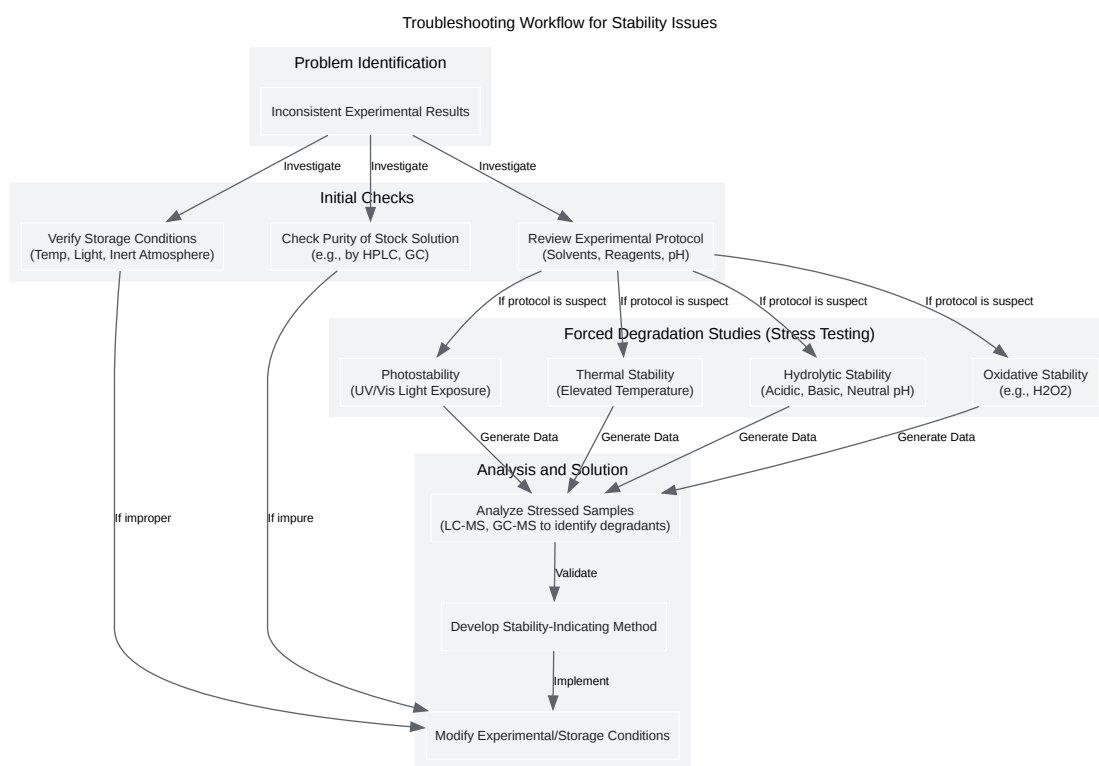 Troubleshooting Workflow for Stability Issues
Problem Identification
Inconsistent Experimental Results
Investigate
Investigate
Investigate
Initial Checks
Verify Storage Conditions
(Temp, Light, Inert Atmosphere)
Check Purity of Stock Solution
(e.g., by HPLC, GC)
Review Experimental Protocol
(Solvents, Reagents, pH)
If protocol is suspect
If protocol is suspect
If protocol is suspect
If protocol is suspect
Forced Degradation Studies (Stress Testing)
Photostability
(UV/Vis Light Exposure)
Thermal Stability
(Elevated Temperature)
Hydrolytic Stability
(Acidic, Basic, Neutral pH)
Oxidative Stability
(e.g., H2O2)
Generate Data
Generate Data
Generate Data
Generate Data
Analysis and Solution
Analyze Stressed Samples
(LC-MS, GC-MS to identify degradants)
If improper
If impure
Validate
Develop Stability-Indicating Method
Implement
Modify Experimental/Storage Conditions